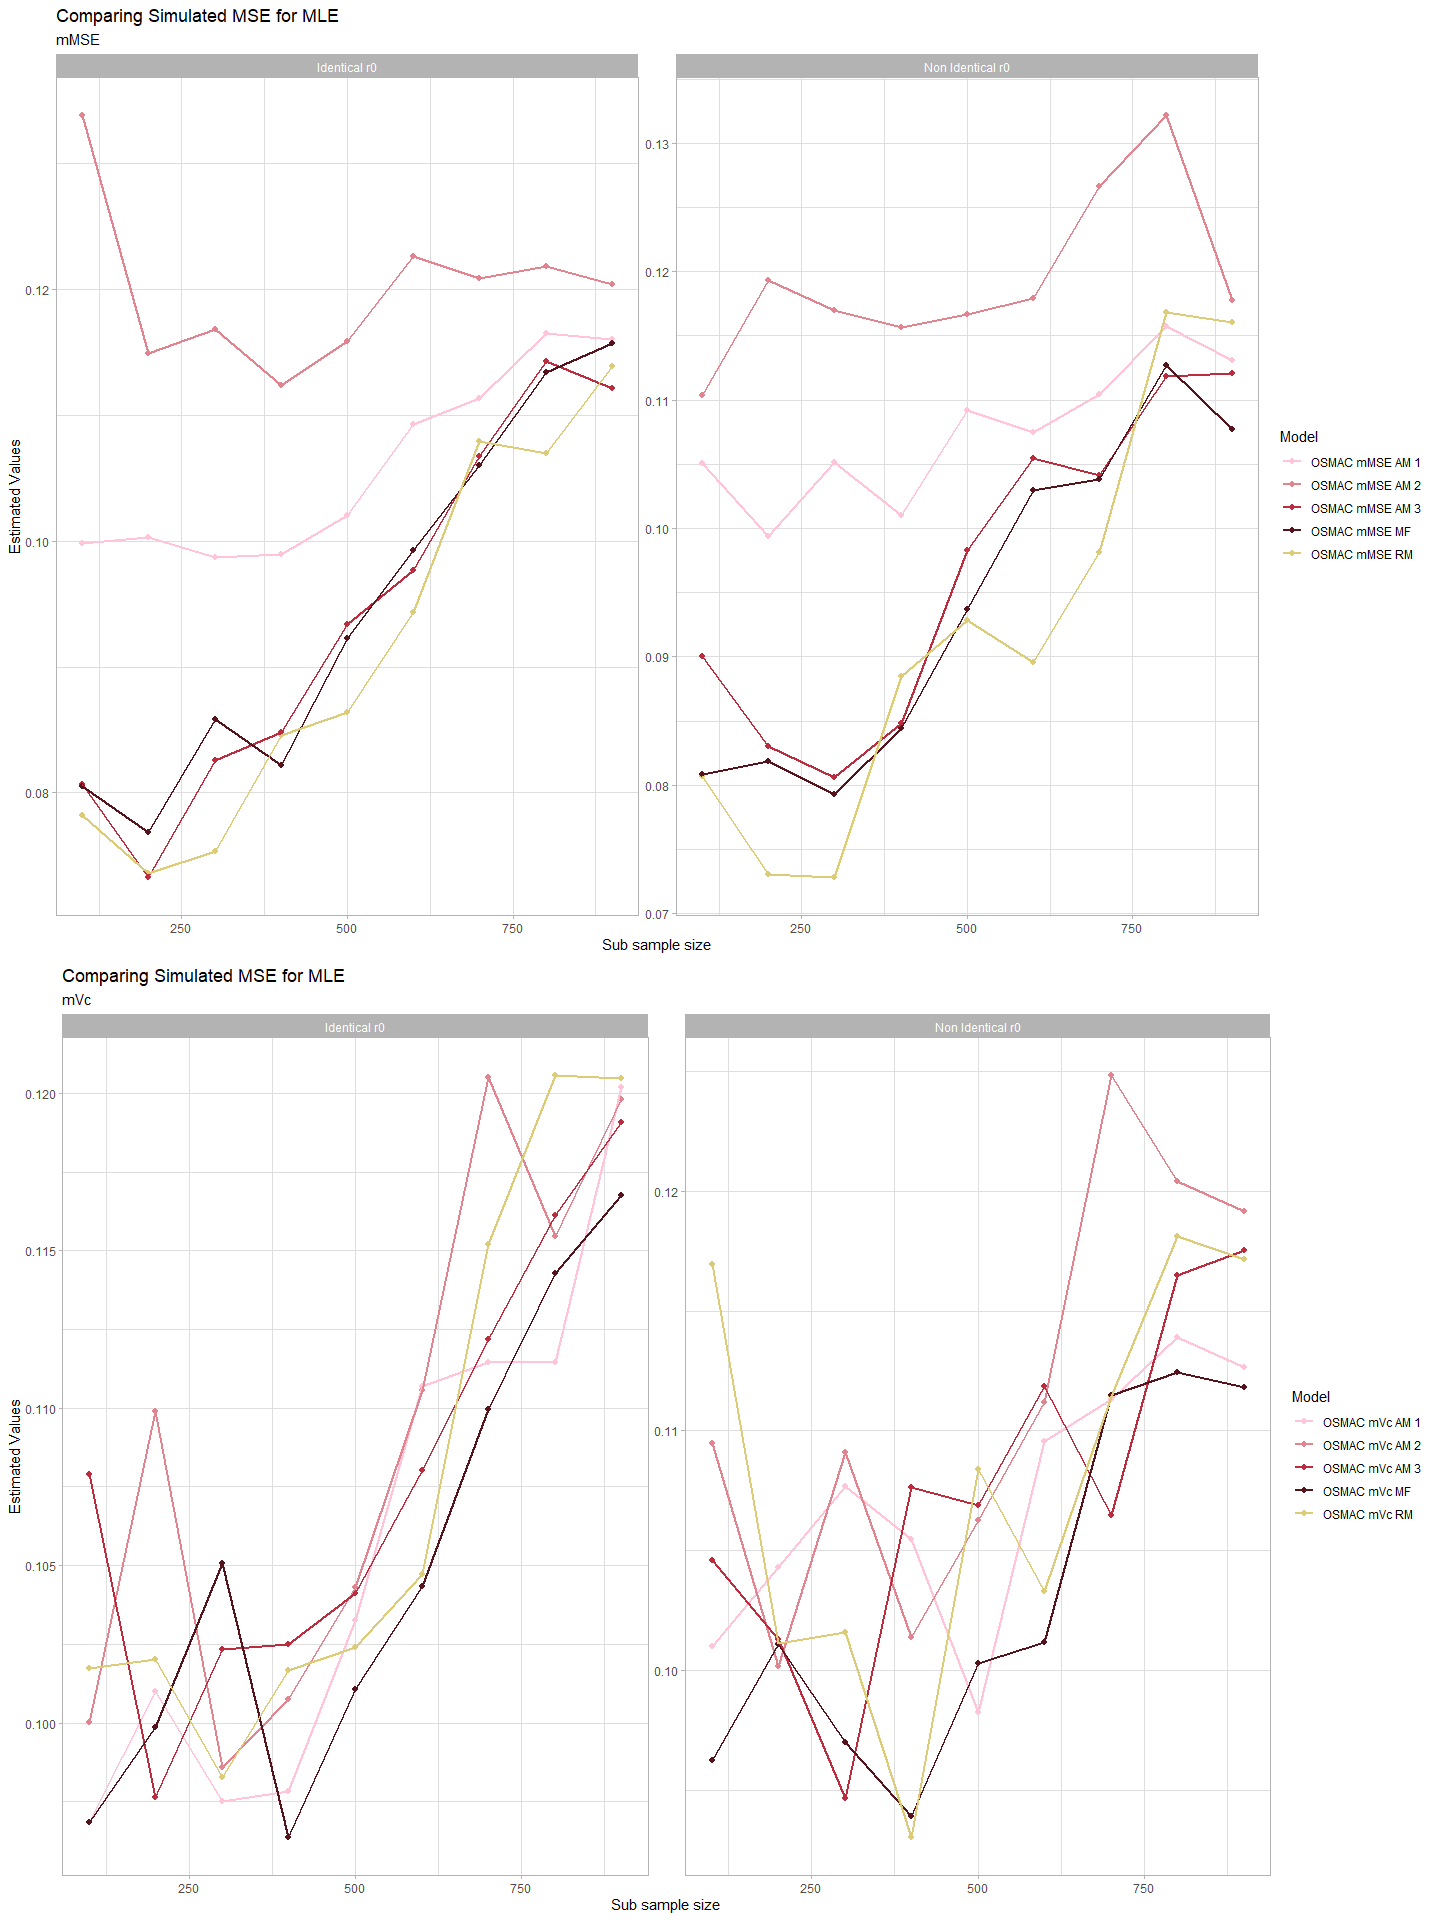 Comparing Simulated MSE for MLE
mMSE
Identical r0
Non Identical r0
0.12
0.10
0.08
0.13
0.12
0.11
0.10
0.09
0.08
0.07
Estimated Values
250
500
750
250
500
750
Sub sample size
Model
OSMAC mMSE AM 1
OSMAC mMSE AM 2
OSMAC mMSE AM 3
OSMAC mMSE MF
OSMAC mMSE RM
Comparing Simulated MSE for MLE
mVc
Identical r0
Non Identical r0
0.120
0.115
0.110
0.105
0.100
0.12
0.11
0.10
Estimated Values
250
500
750
250
500
750
Sub sample size
Model
OSMAC mVc AM 1
OSMAC mVc AM 2
OSMAC mVc AM 3
OSMAC mVc MF
OSMAC mVc RM